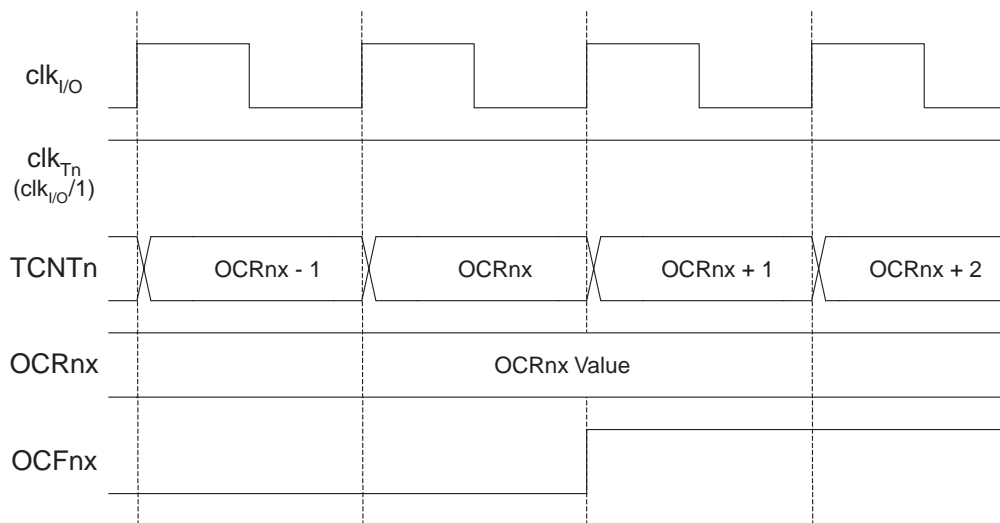 clkI/O
clkTn
(clkI/O/1)
TCNTn
OCRnx - 1
OCRnx
OCRnx + 1
OCRnx + 2
OCRnx
OCRnx Value
OCFnx